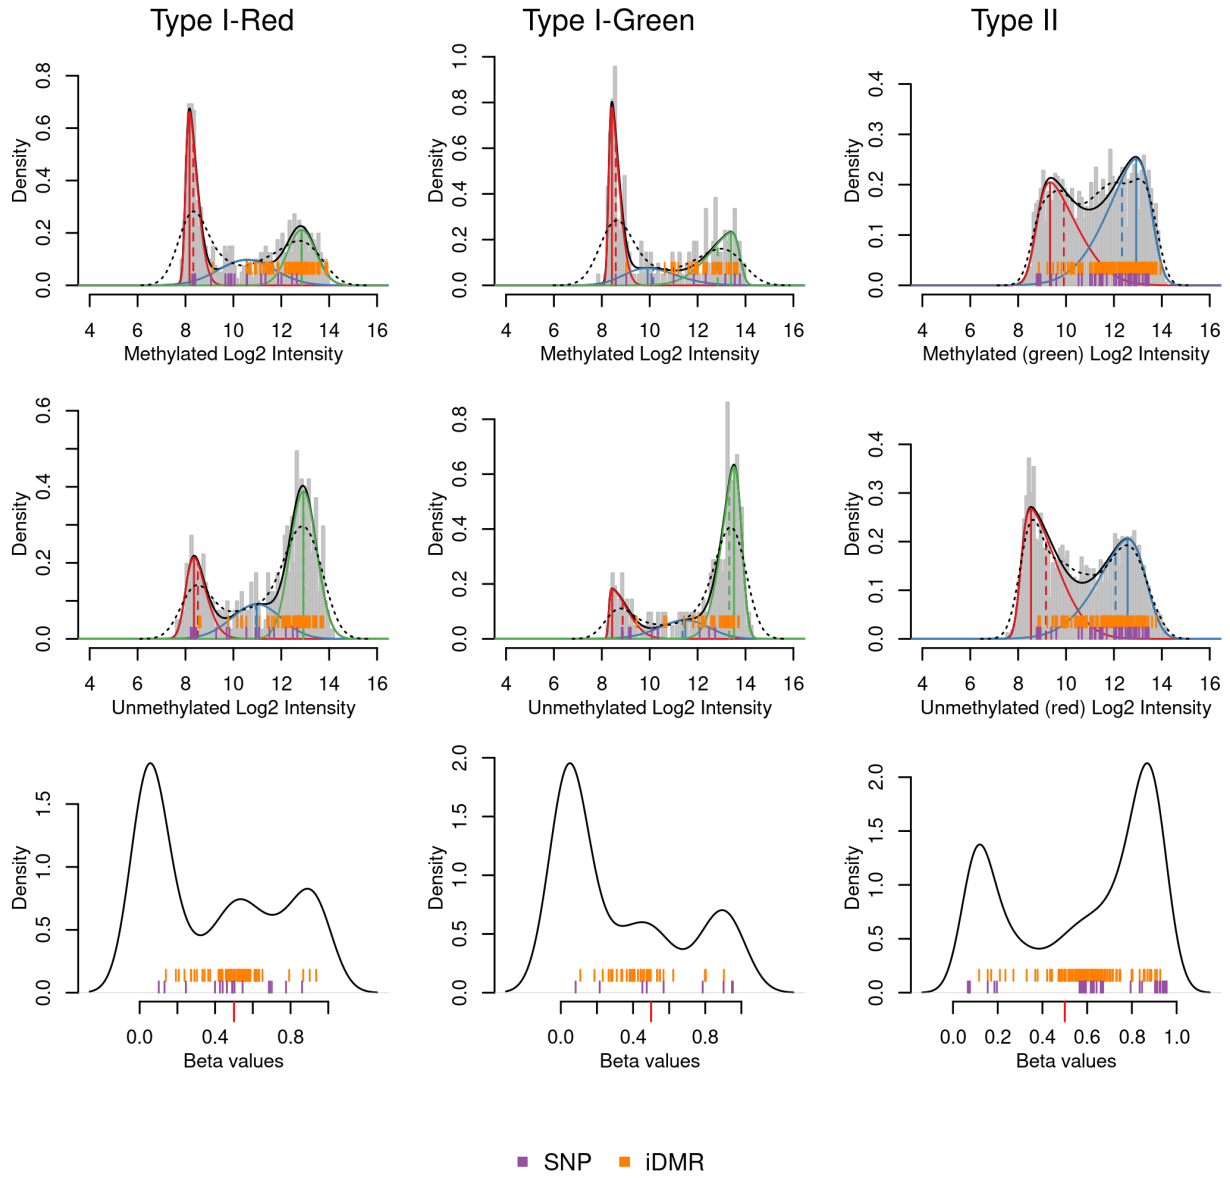 Type I-Red Type I-Green Type II
Density 0.0 0.2 0.4 0.6 0.8
4 6 8 10 12 14 16
Methylated Log2 Intensity
Density 0.0 0.2 0.4 0.6 0.8 1.0
4 6 8 10 12 14 16
Methylated Log2 Intensity
Density 0.0 0.1 0.2 0.3 0.4
4 6 8 10 12 14 16
Methylated (green) Log2 Intensity
Density 0.0 0.2 0.4 0.6
4 6 8 10 12 14 16
Unmethylated Log2 Intensity
Density 0.0 0.2 0.4 0.6 0.8
4 6 8 10 12 14 16
Unmethylated Log2 Intensity
Density 0.0 0.1 0.2 0.3 0.4
4 6 8 10 12 14 16
Unmethylated (red) Log2 Intensity
Density 0.0 0.5 1.0 1.5
0.0 0.4 0.8
Beta values
Density 0.0 0.5 1.0 1.5 2.0
0.0 0.4 0.8
Beta values
Density 0.0 0.5 1.0 1.5 2.0
0.0 0.2 0.4 0.6 0.8 1.0
Beta values
SNP iDMR